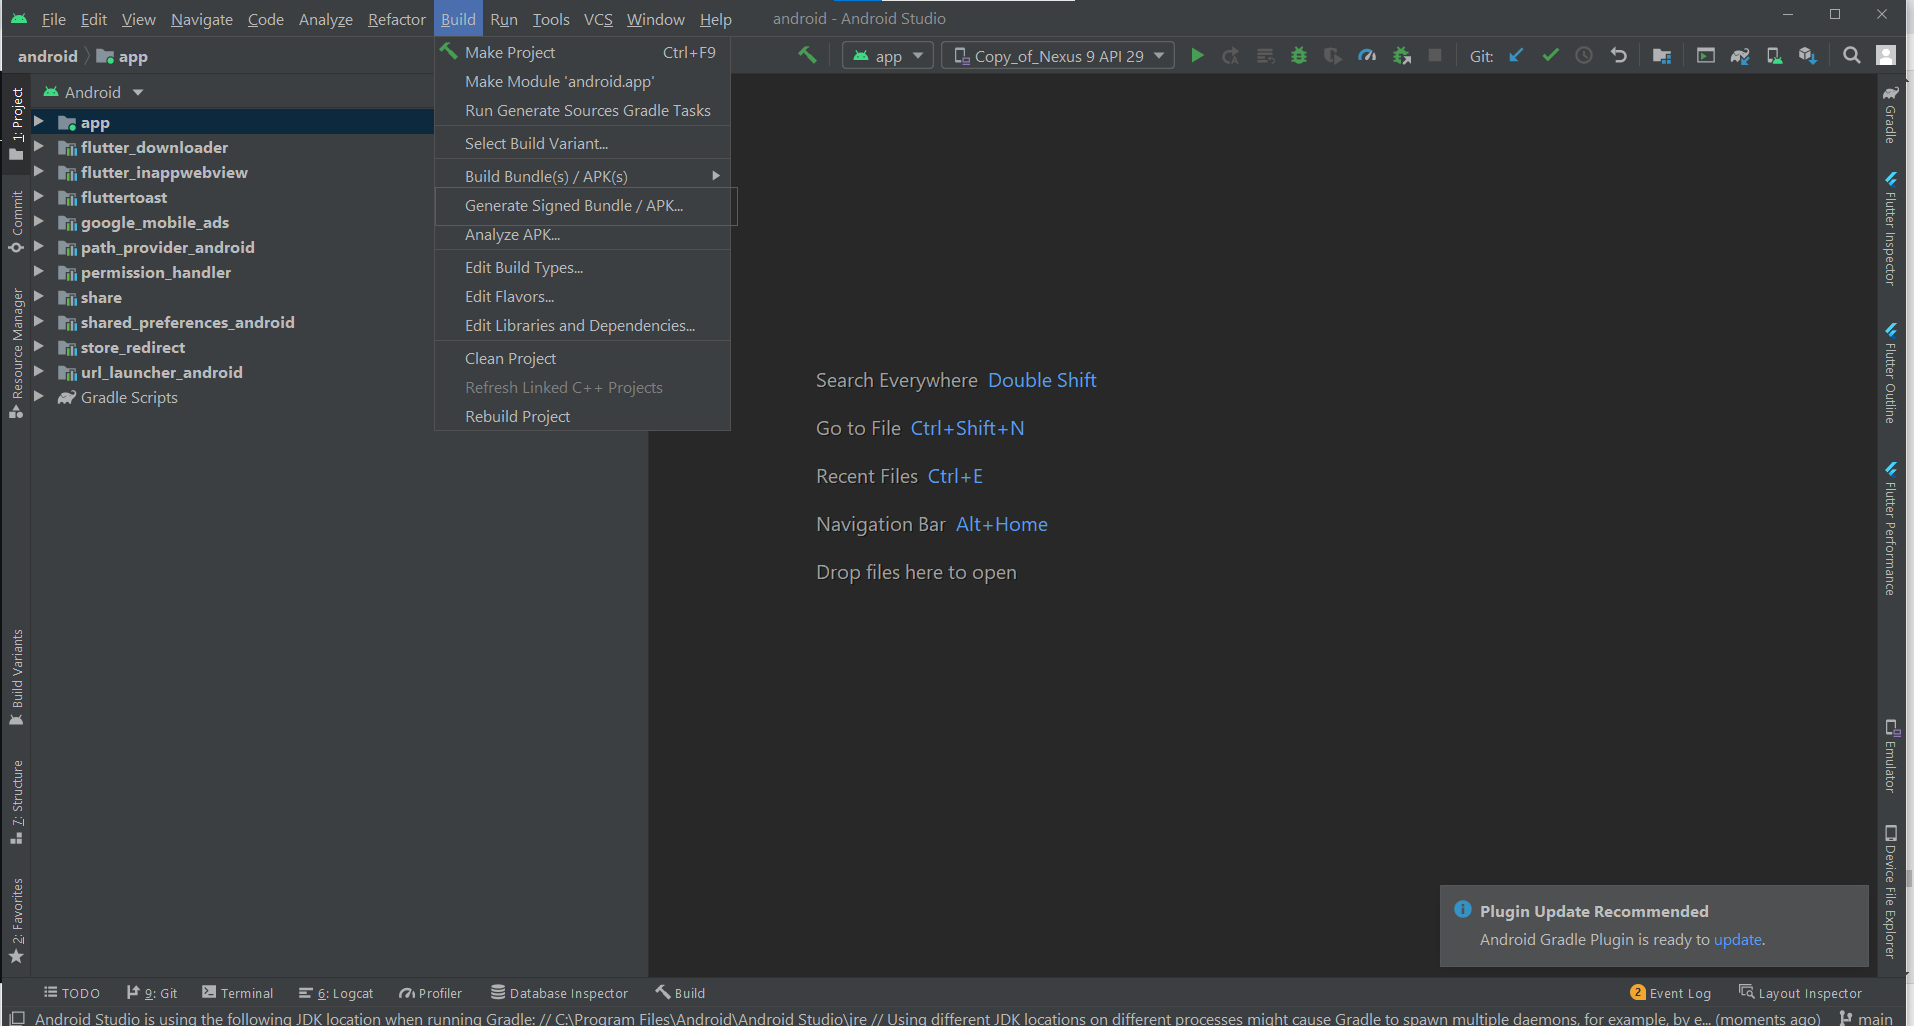 File Edit View Navigate Code Analyze Refactor Build Run Tools VCS Window Help android - Android Studio
android app
app Copy_of_Nexus 9 API 29 Git:
Android
app
flutter_downloader
flutter_inappwebview
fluttertoast
google_mobile_ads
path_provider_android
permission_handler
share
shared_preferences_android
store_redirect
url_launcher_android
Gradle Scripts
Make Project Ctrl+F9
Make Module 'android.app'
Run Generate Sources Gradle Tasks
Select Build Variant...
Build Bundle(s) / APK(s)
Generate Signed Bundle / APK...
Analyze APK...
Edit Build Types...
Edit Flavors...
Edit Libraries and Dependencies...
Clean Project
Refresh Linked C++ Projects
Rebuild Project
1: Project
Commit
Resource Manager
Build Variants
7: Structure
2: Favorites
Search Everywhere Double Shift
Go to File Ctrl+Shift+N
Recent Files Ctrl+E
Navigation Bar Alt+Home
Drop files here to open
Gradle
Flutter Inspector
Flutter Outline
Flutter Performance
Emulator
Device File Explorer
Plugin Update Recommended
Android Gradle Plugin is ready to update.
TODO 9: Git Terminal 6: Logcat Profiler Database Inspector Build 2 Event Log Layout Inspector
Android Studio is using the following JDK location when running Gradle: // C:\Program Files\Android\Android Studio\jre // Using different JDK locations on different processes might cause Gradle to spawn multiple daemons, for example, by e... (moments ago) main